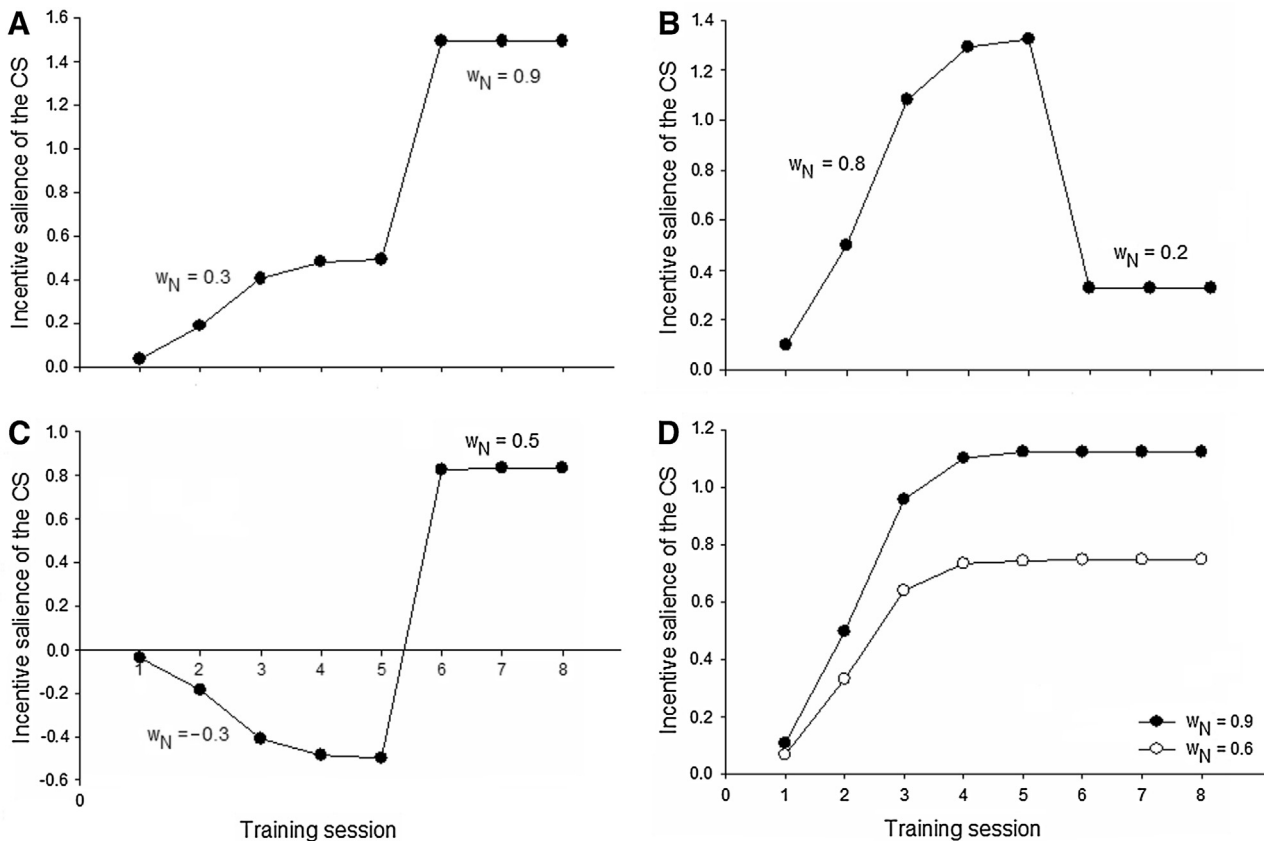 A
Incentive salience of the CS
1.6
1.4
1.2
1.0
0.8
0.6
0.4
0.2
0.0
wN = 0.3
wN = 0.9
B
Incentive salience of the CS
1.4
1.2
1.0
0.8
0.6
0.4
0.2
0.0
wN = 0.8
wN = 0.2
C
Incentive salience of the CS
1.0
0.8
0.6
0.4
0.2
0.0
-0.2
-0.4
-0.6
wN = 0.5
1 2 3 4 5 6 7 8
wN = −0.3
0
Training session
D
Incentive salience of the CS
1.2
1.0
0.8
0.6
0.4
0.2
0.0
wN = 0.9
wN = 0.6
0 1 2 3 4 5 6 7 8
Training session